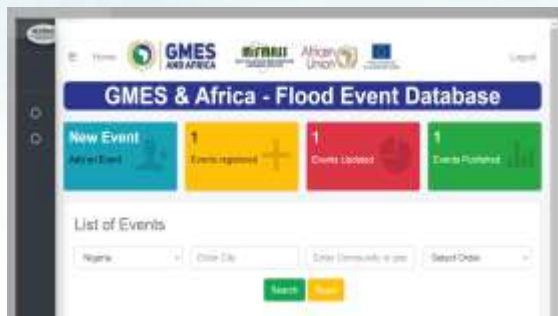 Home GMES AND AFRICA African Union Logout
GMES & Africa - Flood Event Database
New Event 1 1 1
Add an Event Events registered Events Updated Events Published
List of Events
Nigeria Enter City Select Order
Search Reset